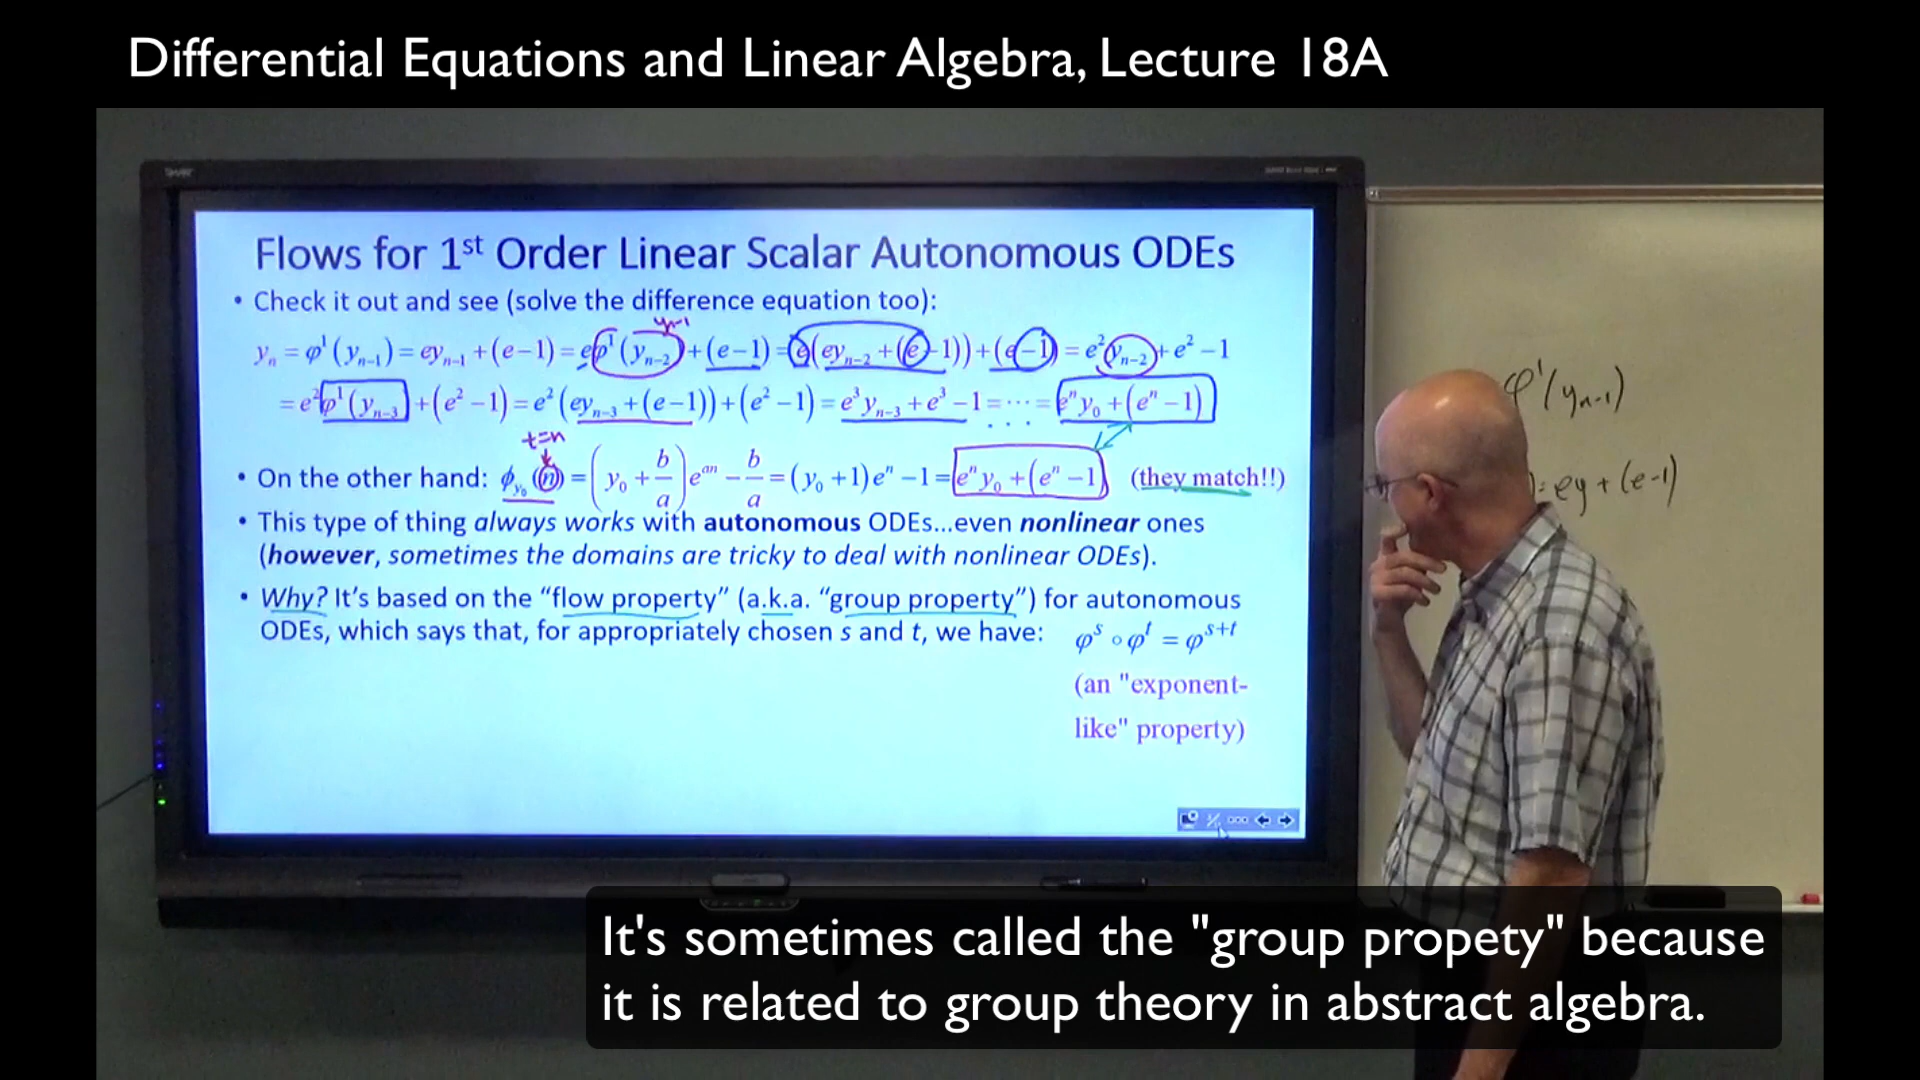 Differential Equations and Linear Algebra, Lecture 18A
Flows for 1st Order Linear Scalar Autonomous ODEs
• Check it out and see (solve the difference equation too):
yₙ₋₁
yₙ = φ¹(yₙ₋₁) = eyₙ₋₁ + (e−1) = eφ¹(yₙ₋₂) + (e−1) = e(eyₙ₋₂ + (e−1)) + (e−1) = e²yₙ₋₂ + e² −1
= e²φ¹(yₙ₋₃) + (e² −1) = e²(eyₙ₋₃ + (e−1)) + (e² −1) = e³yₙ₋₃ + e³ −1 = ⋯ = eⁿy₀ + (eⁿ −1)
t=n
• On the other hand: ϕ_y₀(n) = (y₀ + b/a)e^{an} − b/a = (y₀ +1)eⁿ −1 = eⁿy₀ + (eⁿ −1) (they match!!)
• This type of thing always works with autonomous ODEs...even nonlinear ones
(however, sometimes the domains are tricky to deal with nonlinear ODEs).
• Why? It's based on the “flow property” (a.k.a. “group property”) for autonomous
ODEs, which says that, for appropriately chosen s and t, we have: φˢ ∘ φᵗ = φˢ⁺ᵗ
(an "exponent-
like" property)
φ¹(yₙ₋₁)
) = ey + (e−1)
It's sometimes called the "group propety" because
it is related to group theory in abstract algebra.